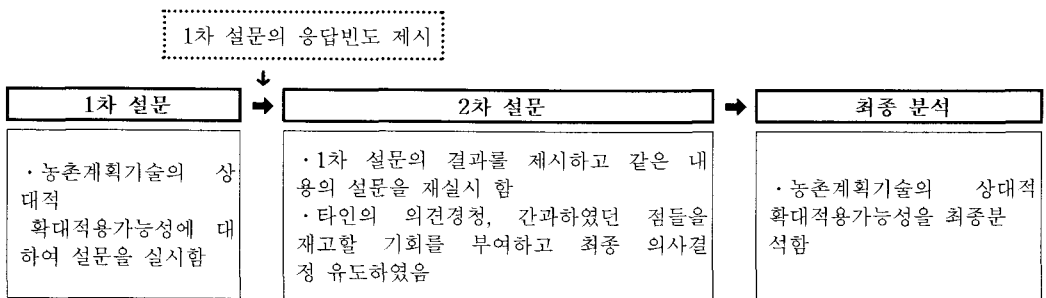 1차 설문의 응답빈도 제시
1차 설문
2차 설문
최종 분석
·농촌계획기술의 상
대적
확대적용가능성에 대
하여 설문을 실시함
·1차 설문의 결과를 제시하고 같은 내
용의 설문을 재실시 함
·타인의 의견경청, 간과하였던 점들을
재고할 기회를 부여하고 최종 의사결
정 유도하였음
·농촌계획기술의 상대적
확대적용가능성을 최종분
석함